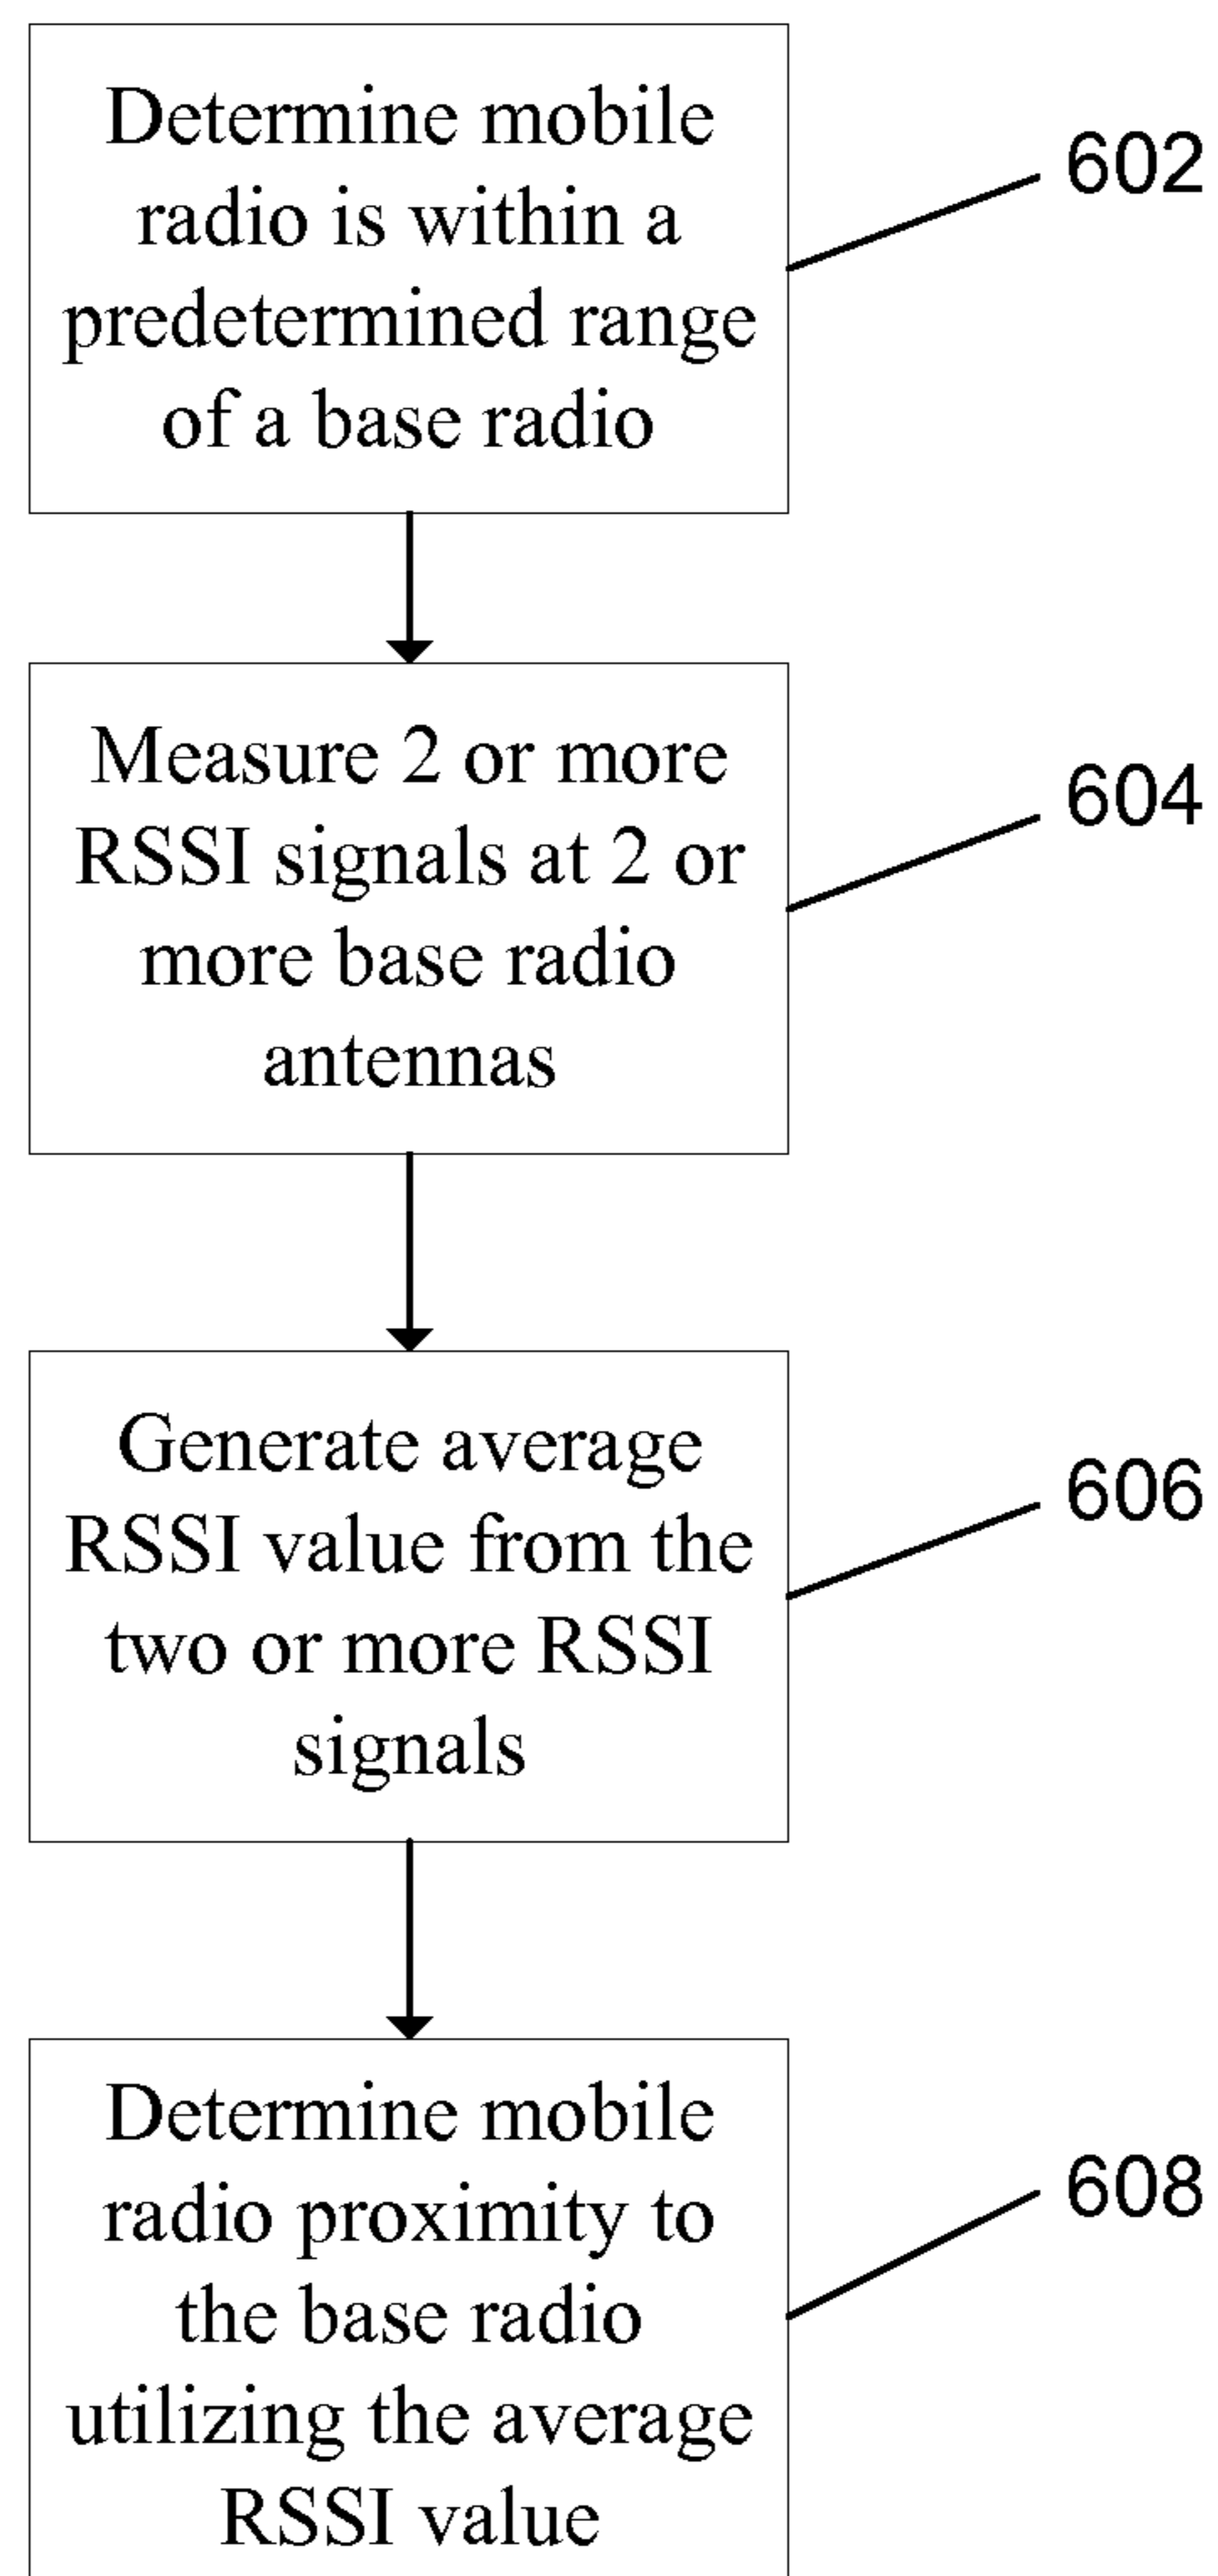 Determine mobile
radio is within a
predetermined range
of a base radio
602
Measure 2 or more
RSSI signals at 2 or
more base radio
antennas
604
Generate average
RSSI value from the
two or more RSSI
signals
606
Determine mobile
radio proximity to
the base radio
utilizing the average
RSSI value
608